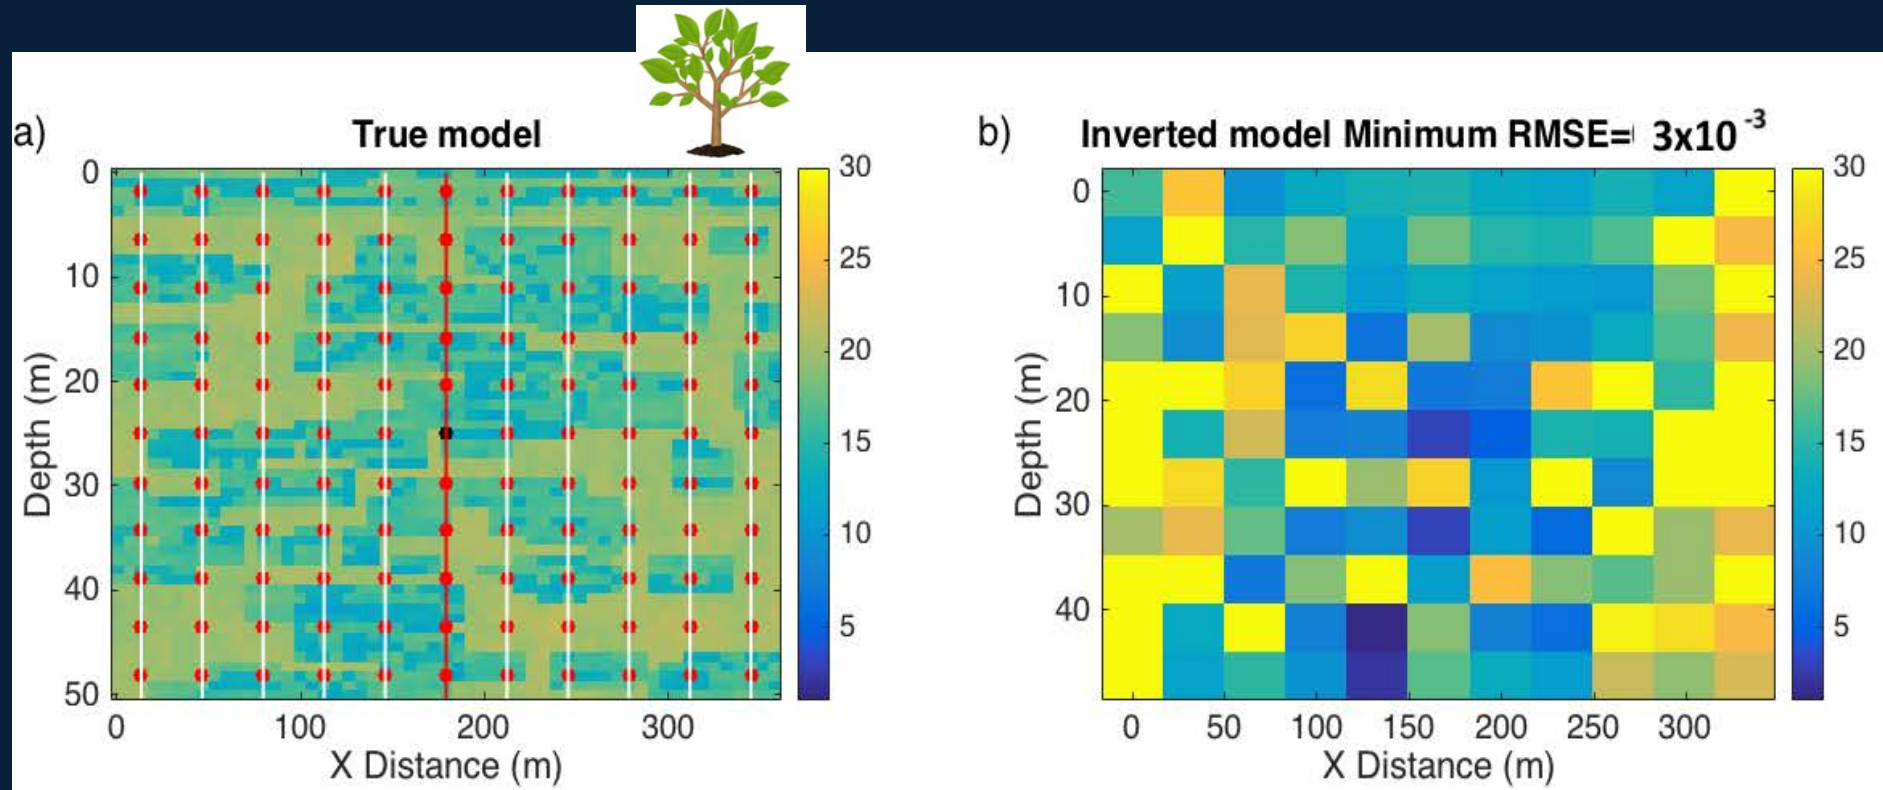 a)
True model
0
10
20
30
40
50
Depth (m)
0 100 200 300
X Distance (m)
30
25
20
15
10
5
b)
Inverted model Minimum RMSE= 3x10⁻³
0
10
20
30
40
Depth (m)
0 50 100 150 200 250 300
X Distance (m)
30
25
20
15
10
5